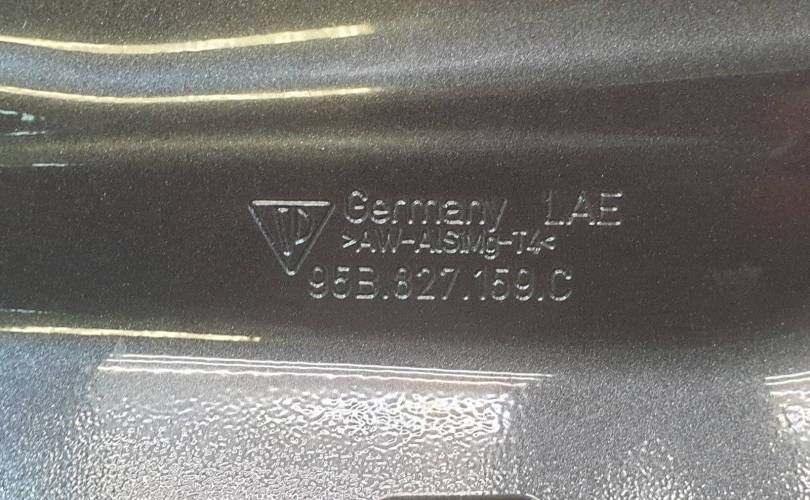 Germany LAE
>AW-AlSiMg-T4<
95B.827.159.C